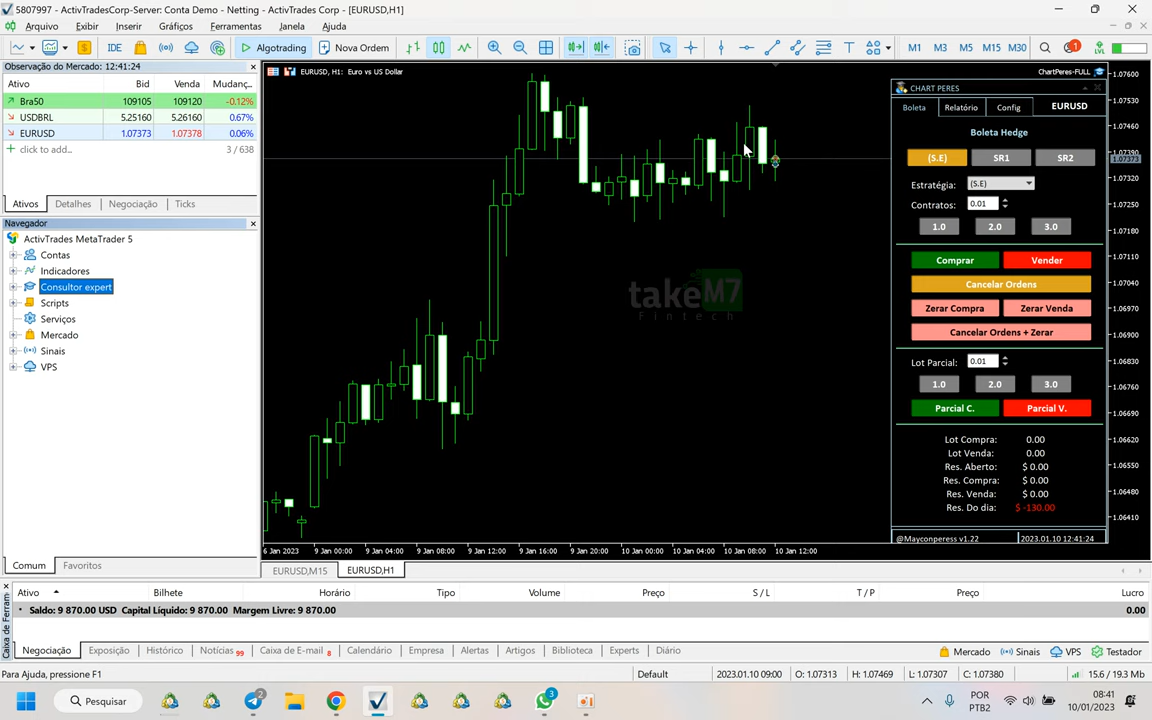 5807997 - ActivTradesCorp-Server: Conta Demo - Netting - ActivTrades Corp - [EURUSD,H1]
Arquivo Exibir Inserir Gráficos Ferramentas Janela Ajuda
IDE Algotrading Nova Ordem M1 M3 M5 M15 M30 1 LVL
Observação do Mercado: 12:41:24
Ativo Bid Venda Mudanç...
Bra50 109105 109120 -0.12%
USDBRL 5.25160 5.25164 0.67%
EURUSD 1.07373 1.07378 0.06%
click to add... 3 / 638
Ativos Detalhes Negociação Ticks
Navegador
ActivTrades MetaTrader 5
Contas
Indicadores
Consultor expert
Scripts
Serviços
Mercado
Sinais
VPS
Comum Favoritos
EURUSD, H1: Euro vs US Dollar
ChartPeres-FULL
CHART PERES
Boleta Relatório Config EURUSD
Boleta Hedge
(S.E) SR1 SR2
Estratégia: (S.E)
Contratos: 0.01
1.0 2.0 3.0
Comprar Vender
Cancelar Ordens
Zerar Compra Zerar Venda
Cancelar Ordens + Zerar
Lot Parcial: 0.01
1.0 2.0 3.0
Parcial C. Parcial V.
Lot Compra: 0.00
Lot Venda: 0.00
Res. Aberto: $ 0.00
Res. Compra: $ 0.00
Res. Venda: $ 0.00
Res. Do dia: $ -130.00
@Mayconperess v1.22 2023.01.10 12:41:24
takeM7
Fintech
1.07600
1.07530
1.07460
1.07390
1.07373
1.07320
1.07250
1.07180
1.07110
1.07040
1.06970
1.06900
1.06830
1.06760
1.06690
1.06620
1.06550
1.06480
1.06410
6 Jan 2023 9 Jan 00:00 9 Jan 04:00 9 Jan 08:00 9 Jan 12:00 9 Jan 16:00 9 Jan 20:00 10 Jan 00:00 10 Jan 04:00 10 Jan 08:00 10 Jan 12:00
EURUSD,M15 EURUSD,H1
Caixa de Ferram
Ativo Bilhete Horário Tipo Volume Preço S / L T / P Preço Lucro
Saldo: 9 870.00 USD Capital Líquido: 9 870.00 Margem Livre: 9 870.00 0.00
Negociação Exposição Histórico Notícias 99 Caixa de E-mail 8 Calendário Empresa Alertas Artigos Biblioteca Experts Diário
Mercado Sinais VPS Testador
Para Ajuda, pressione F1 Default 2023.01.10 09:00 O: 1.07313 H: 1.07469 L: 1.07307 C: 1.07380 15.6 / 19.3 Mb
Pesquisar 2 3 POR 08:41
PTB2 10/01/2023